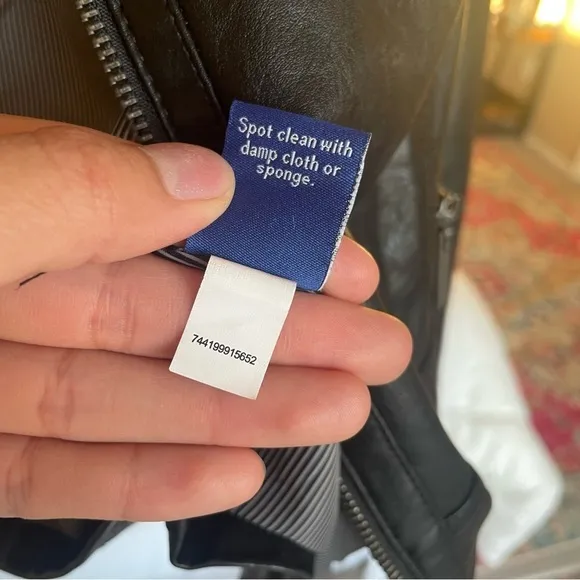 Spot clean with
damp cloth or
sponge.
744199915652